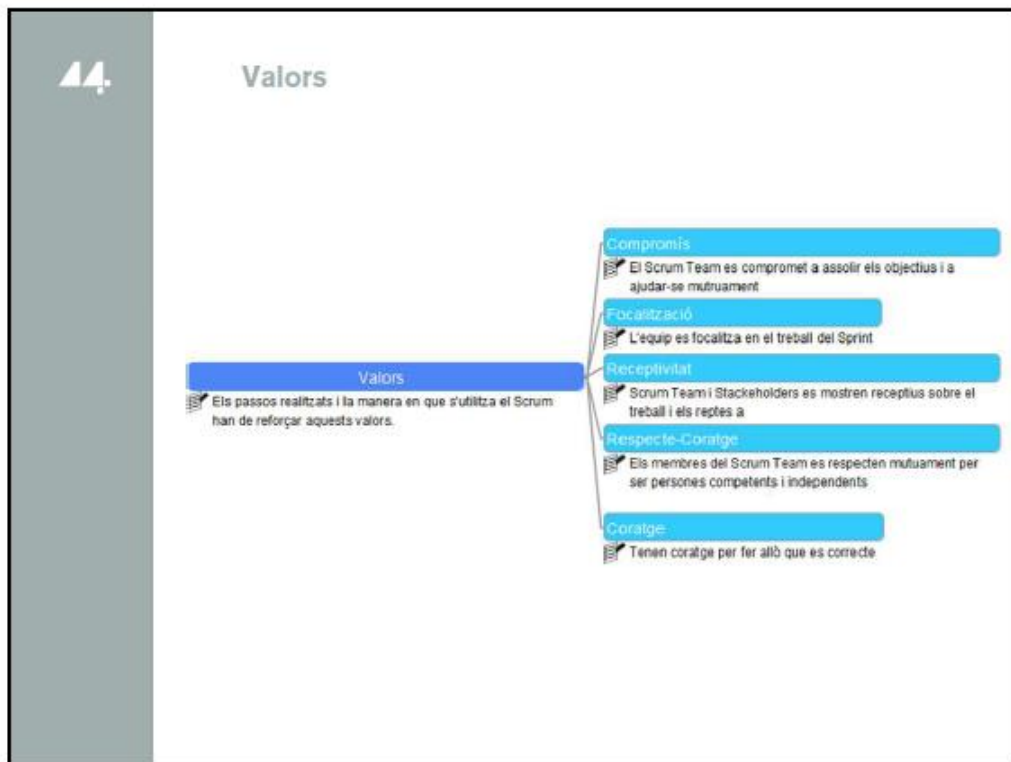 44.
Valors
Compromís
El Scrum Team es compromet a assolir els objectius i a
ajudar-se mutruament
Focalització
L'equip es focalitza en el treball del Sprint
Valors
Els passos realitzats i la manera en que s'utilitza el Scrum
han de reforçar aquests valors.
Receptivitat
Scrum Team i Stackeholders es mostren receptius sobre el
treball i els reptes a
Respecte-Coratge
Els membres del Scrum Team es respecten mutuament per
ser persones competents i independents
Coratge
Tenen coratge per fer allò que es correcte